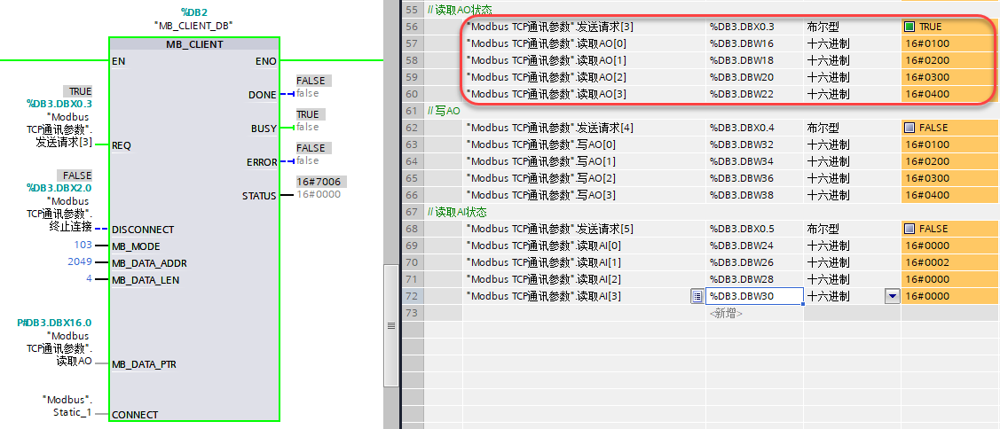 %DB2
"MB_CLIENT_DB"
MB_CLIENT
EN
ENO
TRUE
%DB3.DBX0.3
"Modbus
TCP通讯参数".
发送请求[3]
REQ
FALSE
%DB3.DBX2.0
"Modbus
TCP通讯参数".
终止连接
DISCONNECT
103
MB_MODE
2049
MB_DATA_ADDR
4
MB_DATA_LEN
P#DB3.DBX16.0
"Modbus
TCP通讯参数".
读取AO
MB_DATA_PTR
"Modbus".
Static_1
CONNECT
FALSE
DONE
false
TRUE
BUSY
false
FALSE
ERROR
false
16#7006
STATUS
16#0000
55 //读取AO状态
56 "Modbus TCP通讯参数".发送请求[3] %DB3.DBX0.3 布尔型 TRUE
57 "Modbus TCP通讯参数".读取AO[0] %DB3.DBW16 十六进制 16#0100
58 "Modbus TCP通讯参数".读取AO[1] %DB3.DBW18 十六进制 16#0200
59 "Modbus TCP通讯参数".读取AO[2] %DB3.DBW20 十六进制 16#0300
60 "Modbus TCP通讯参数".读取AO[3] %DB3.DBW22 十六进制 16#0400
61 //写AO
62 "Modbus TCP通讯参数".发送请求[4] %DB3.DBX0.4 布尔型 FALSE
63 "Modbus TCP通讯参数".写AO[0] %DB3.DBW32 十六进制 16#0100
64 "Modbus TCP通讯参数".写AO[1] %DB3.DBW34 十六进制 16#0200
65 "Modbus TCP通讯参数".写AO[2] %DB3.DBW36 十六进制 16#0300
66 "Modbus TCP通讯参数".写AO[3] %DB3.DBW38 十六进制 16#0400
67 //读取AI状态
68 "Modbus TCP通讯参数".发送请求[5] %DB3.DBX0.5 布尔型 FALSE
69 "Modbus TCP通讯参数".读取AI[0] %DB3.DBW24 十六进制 16#0000
70 "Modbus TCP通讯参数".读取AI[1] %DB3.DBW26 十六进制 16#0002
71 "Modbus TCP通讯参数".读取AI[2] %DB3.DBW28 十六进制 16#0000
72 "Modbus TCP通讯参数".读取AI[3] %DB3.DBW30 十六进制 16#0000
73 <新增>